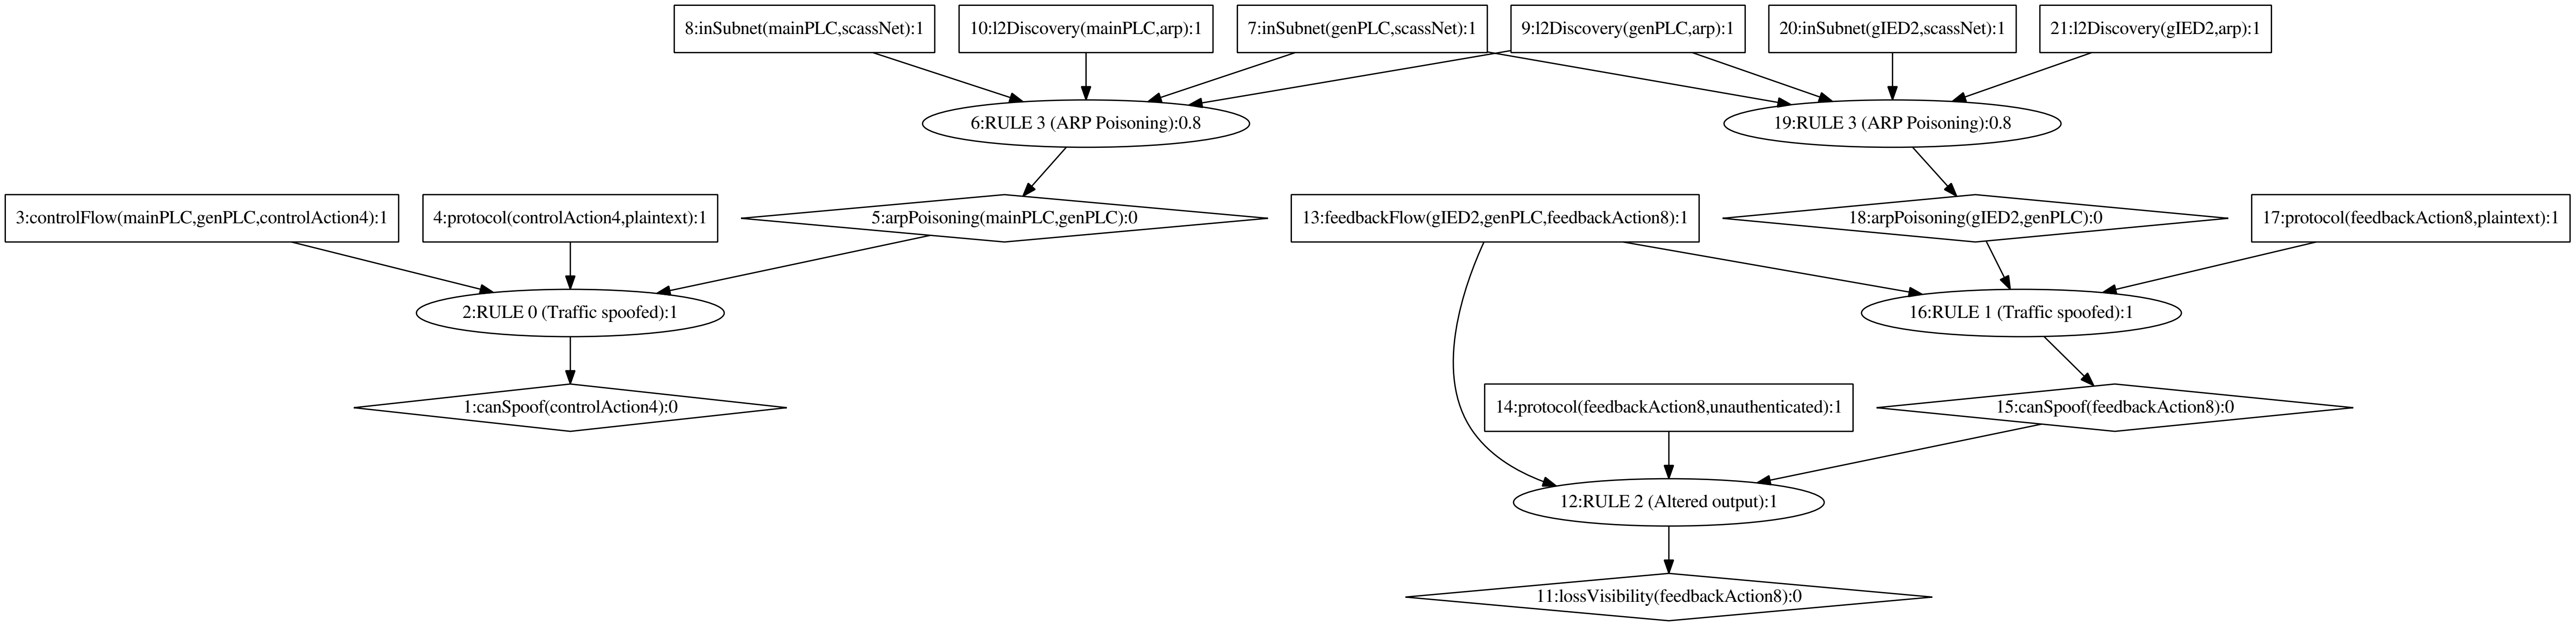 8:inSubnet(mainPLC,scassNet):1
10:l2Discovery(mainPLC,arp):1
7:inSubnet(genPLC,scassNet):1
9:l2Discovery(genPLC,arp):1
20:inSubnet(gIED2,scassNet):1
21:l2Discovery(gIED2,arp):1
6:RULE 3 (ARP Poisoning):0.8
19:RULE 3 (ARP Poisoning):0.8
3:controlFlow(mainPLC,genPLC,controlAction4):1
4:protocol(controlAction4,plaintext):1
5:arpPoisoning(mainPLC,genPLC):0
13:feedbackFlow(gIED2,genPLC,feedbackAction8):1
18:arpPoisoning(gIED2,genPLC):0
17:protocol(feedbackAction8,plaintext):1
2:RULE 0 (Traffic spoofed):1
16:RULE 1 (Traffic spoofed):1
1:canSpoof(controlAction4):0
14:protocol(feedbackAction8,unauthenticated):1
15:canSpoof(feedbackAction8):0
12:RULE 2 (Altered output):1
11:lossVisibility(feedbackAction8):0